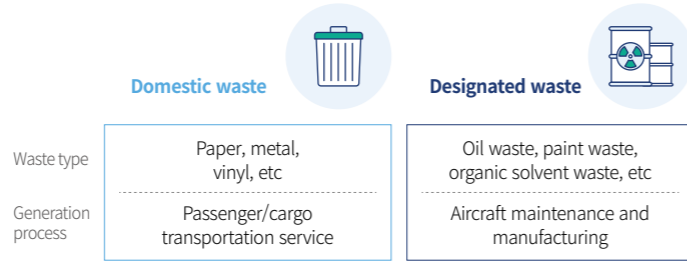 Domestic waste
Designated waste
Waste type
Paper, metal,
vinyl, etc
Oil waste, paint waste,
organic solvent waste, etc
Generation
process
Passenger/cargo
transportation service
Aircraft maintenance and
manufacturing